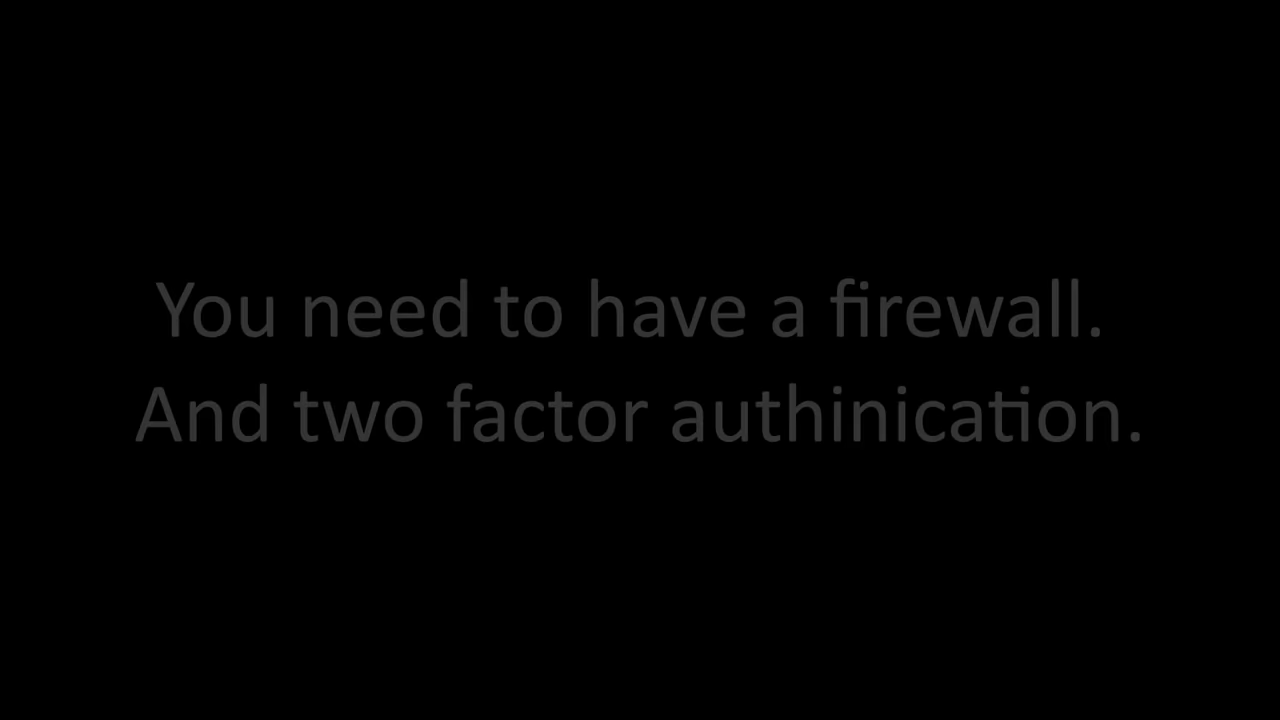 You need to have a firewall.
And two factor authinication.